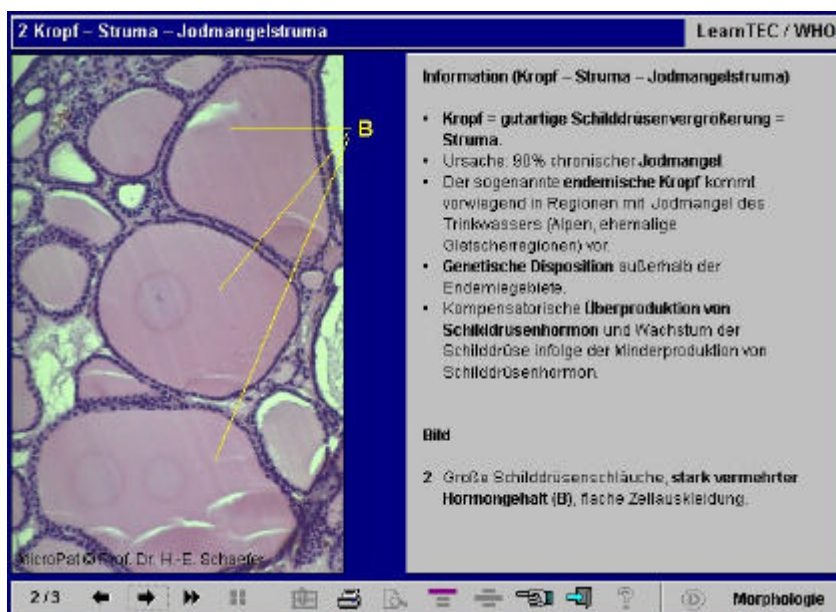 2 Kropf – Struma – Jodmangelstruma
LearnTEC / WHO
B
MicroPat © Prof. Dr. H.-E. Schaefer
Information (Kropf – Struma – Jodmangelstruma)
• Kropf = gutartige Schilddrüsenvergrößerung =
Struma.
• Ursache: 90% chronischer Jodmangel
• Der sogenannte endemische Kropf kommt
vorwiegend in Regionen mit Jodmangel des
Trinkwassers (Alpen, ehemalige
Gletscherregionen) vor.
• Genetische Disposition außerhalb der
Endemiegebiete.
• Kompensatorische Überproduktion von
Schikldrüsenhormon und Wachstum der
Schilddrüse infolge der Minderproduktion von
Schilddrüsenhormon.
Bild
2 Große Schilddrüsenschläuche, stark vermehrter
Hormongehalt (B), flache Zellauskleidung.
2 / 3
D
Morphologie